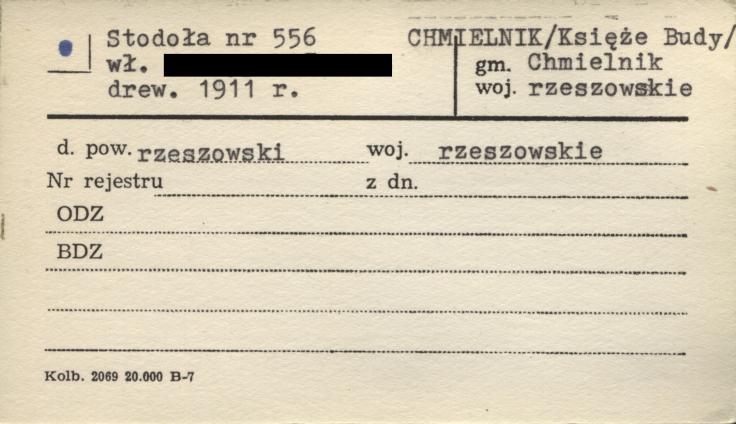 Stodoła nr 556 CHMIELNIK/Księże Budy/
wł. gm. Chmielnik
drew. 1911 r. woj. rzeszowskie
d. pow. rzeszowski woj. rzeszowskie
Nr rejestru z dn.
ODZ
BDZ
Kolb. 2069 20.000 B-7